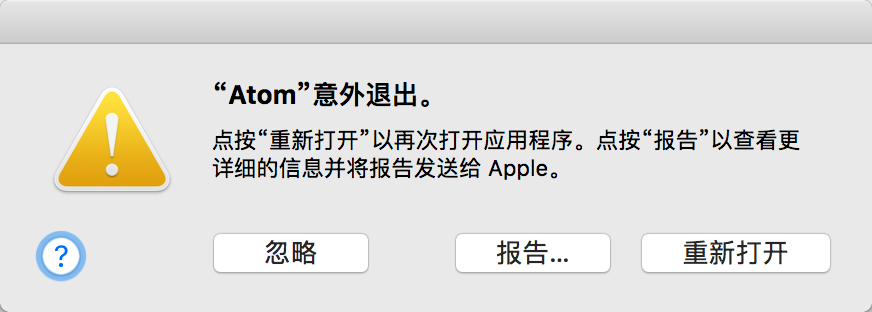 “Atom”意外退出。
点按“重新打开”以再次打开应用程序。点按“报告”以查看更
详细的信息并将报告发送给 Apple。
? 忽略 报告... 重新打开